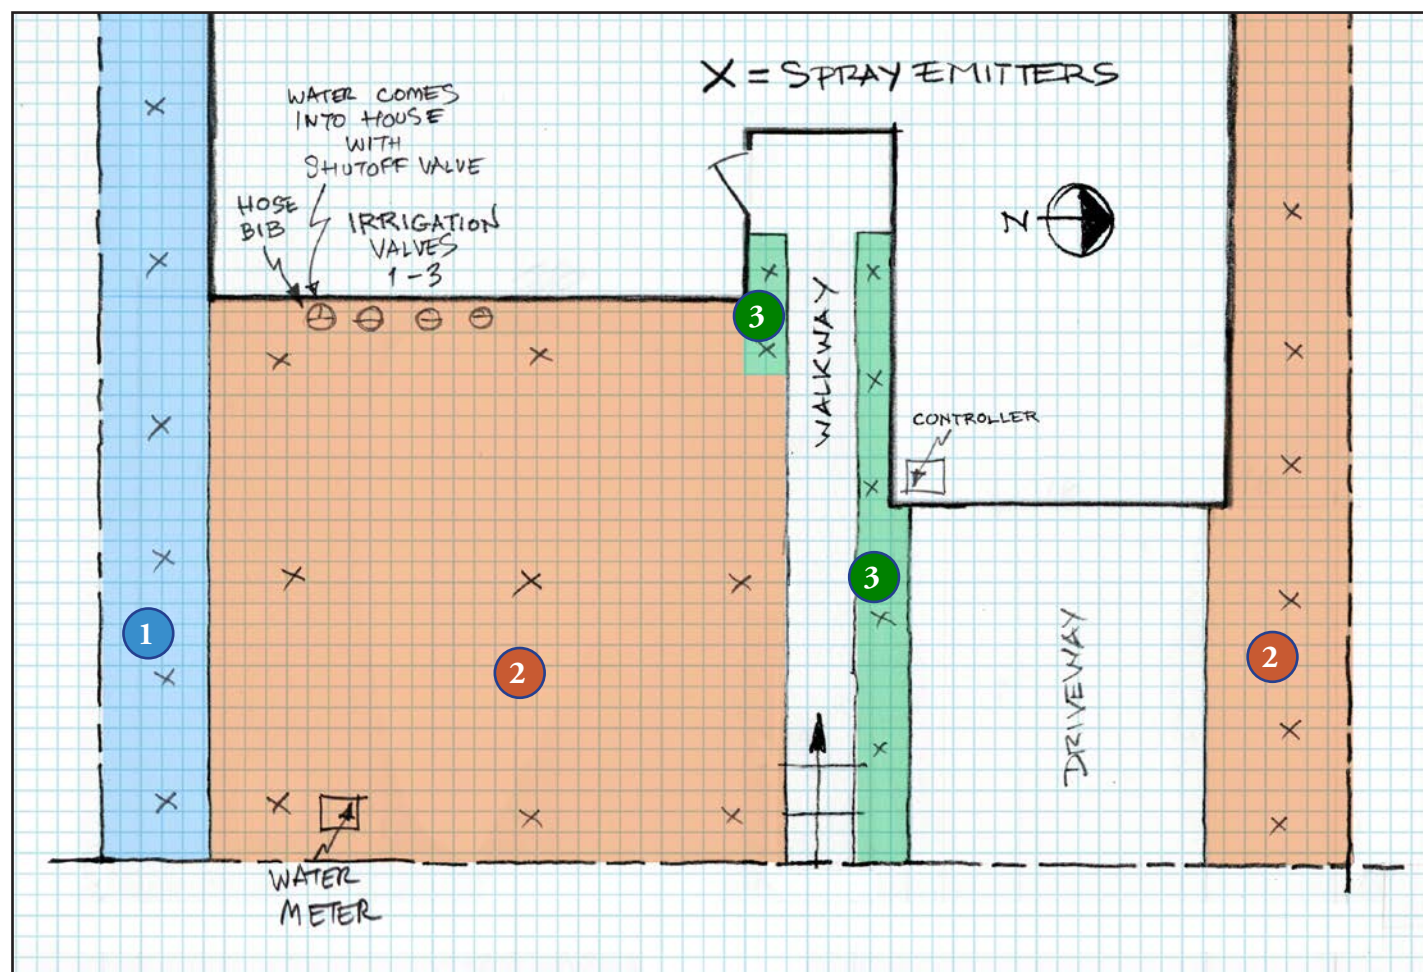 X = SPRAY EMITTERS
WATER COMES
INTO HOUSE
WITH
SHUTOFF VALVE
HOSE
BIB
IRRIGATION
VALVES
1-3
N
WALKWAY
CONTROLLER
3
3
1
2
2
DRIVEWAY
WATER
METER